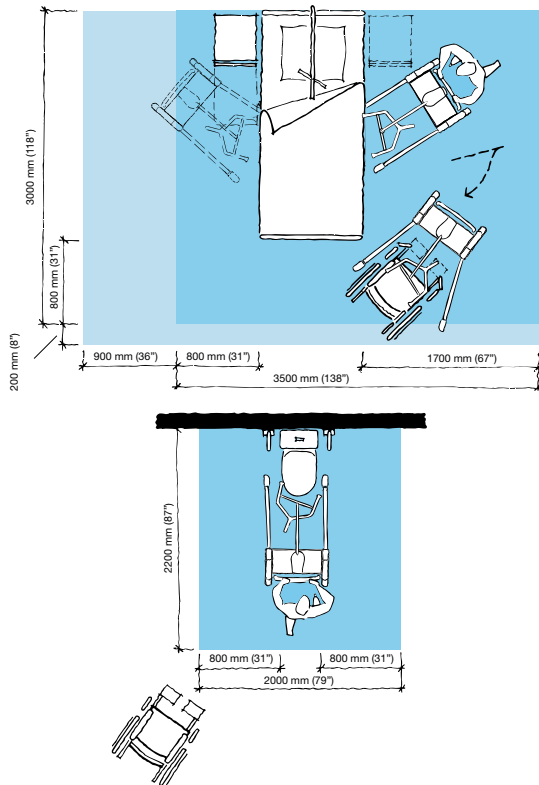 3000 mm (118")
800 mm (31")
200 mm (8")
900 mm (36")
800 mm (31")
1700 mm (67")
3500 mm (138")
2200 mm (87")
800 mm (31")
800 mm (31")
2000 mm (79")